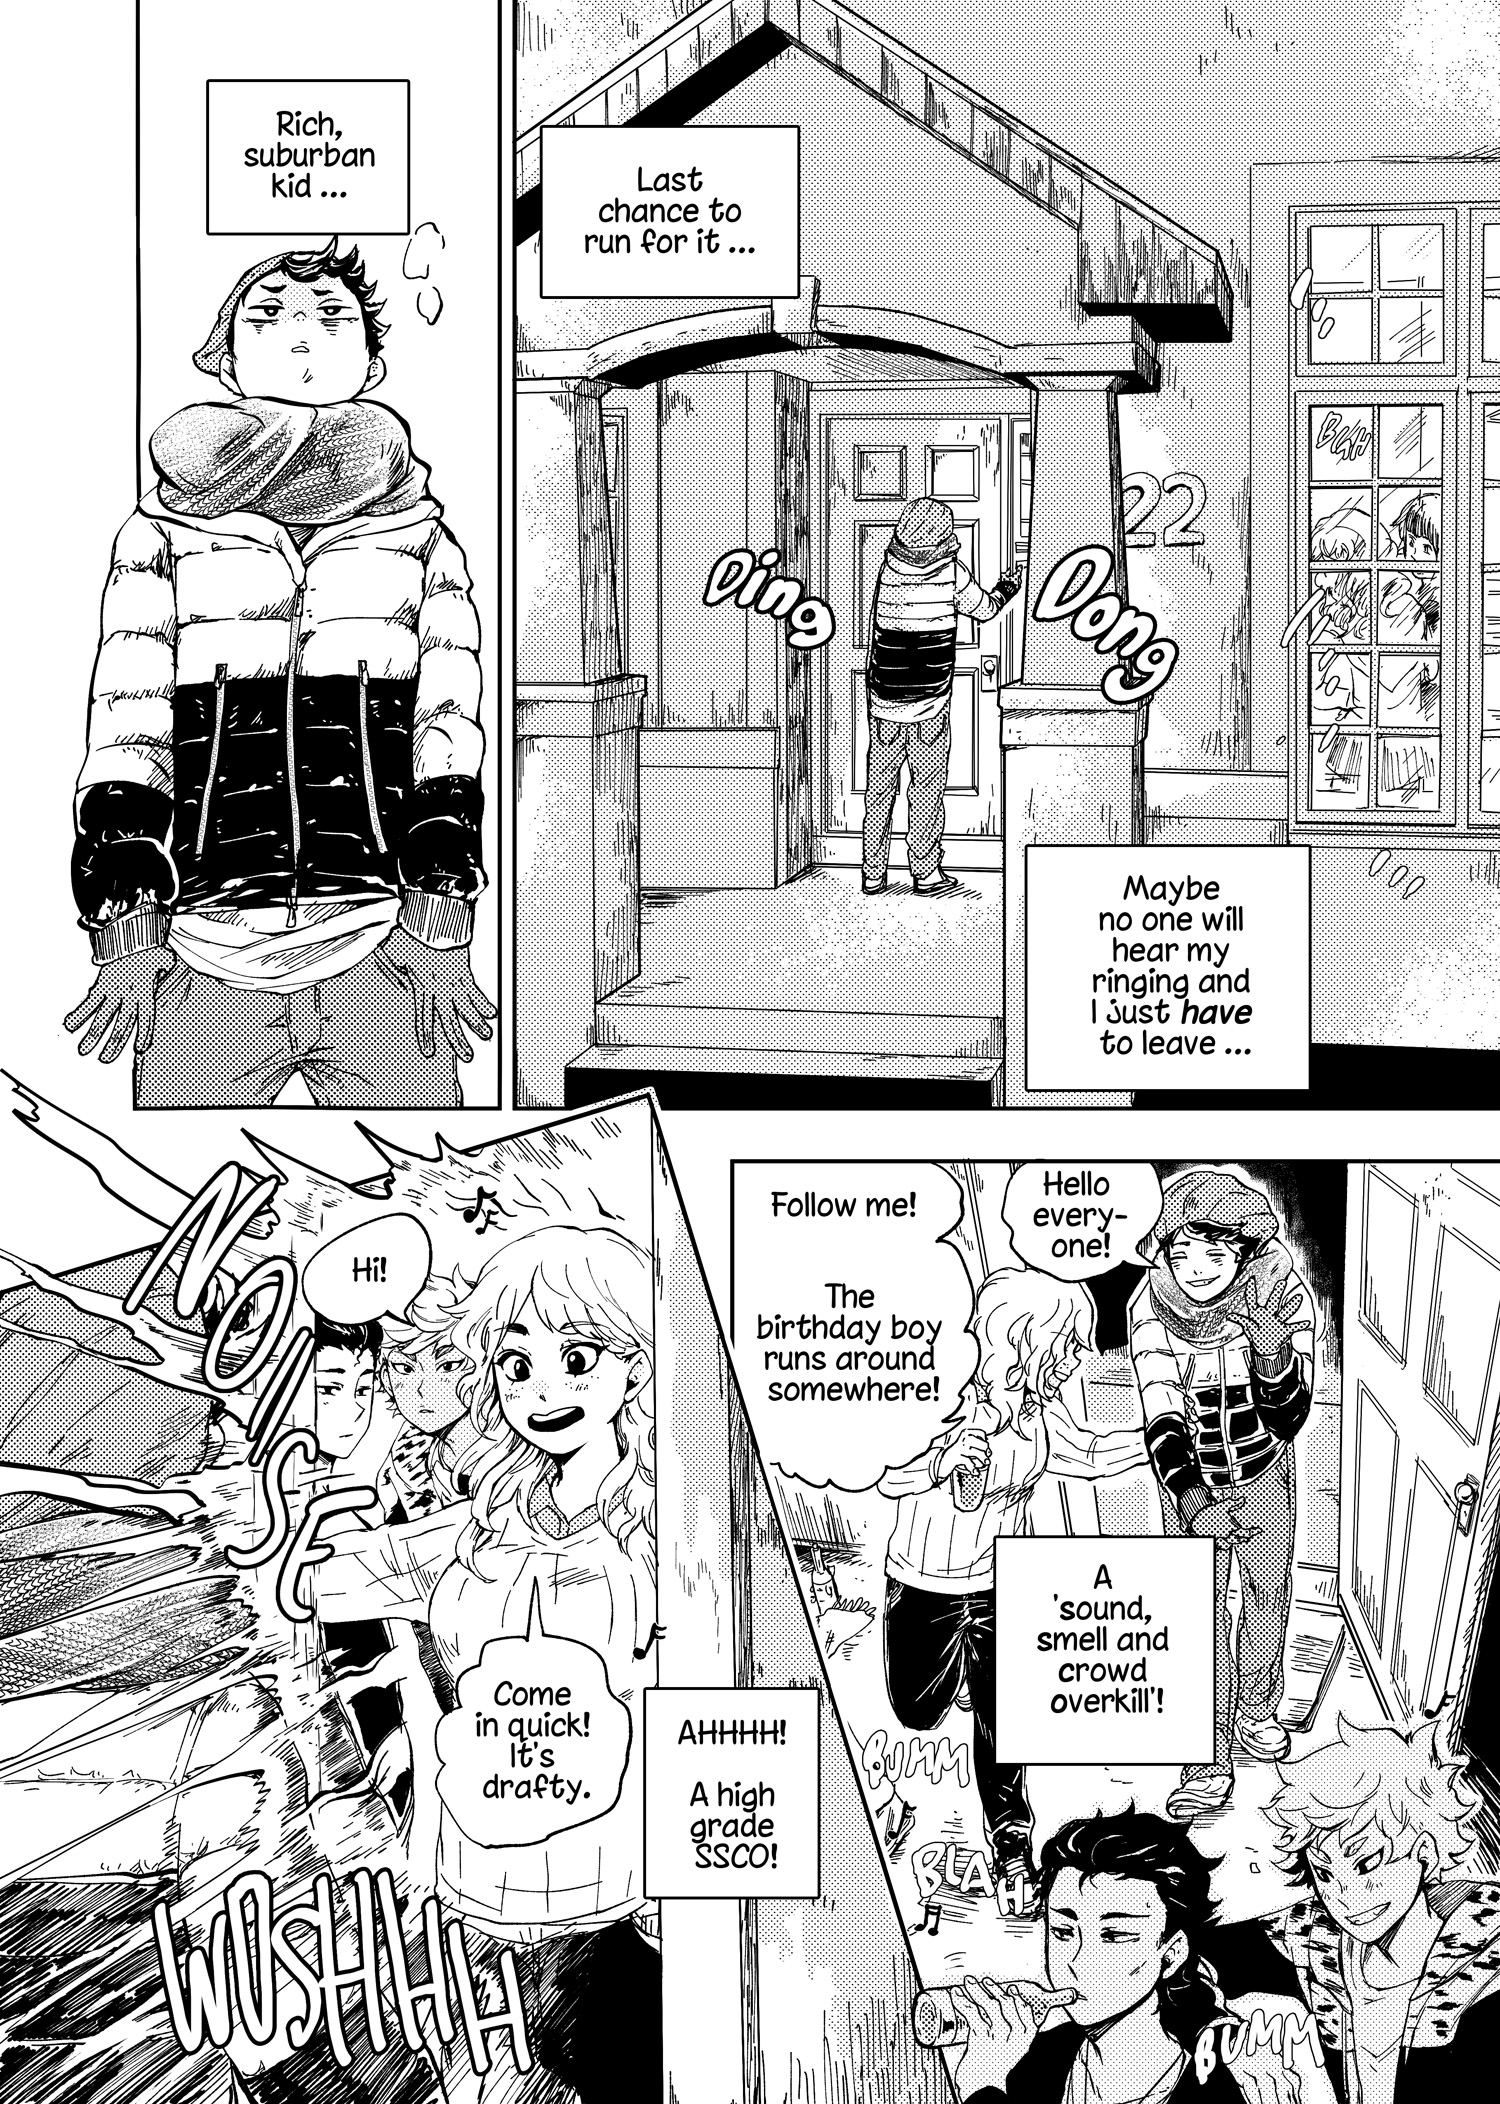 Rich,
suburban
kid ...
Last
chance to
run for it ...
BLAH
22
Ding
Dong
Maybe
no one will
hear my
ringing and
I just have
to leave ...
NOISE
Hi!
Come
in quick!
It's
drafty.
WOSHHHH
AHHHH!
A high
grade
SSCO!
Follow me!
The
birthday boy
runs around
somewhere!
Hello
every-
one!
A
'sound,
smell and
crowd
overkill'!
BUMM
BLAH
BUMM